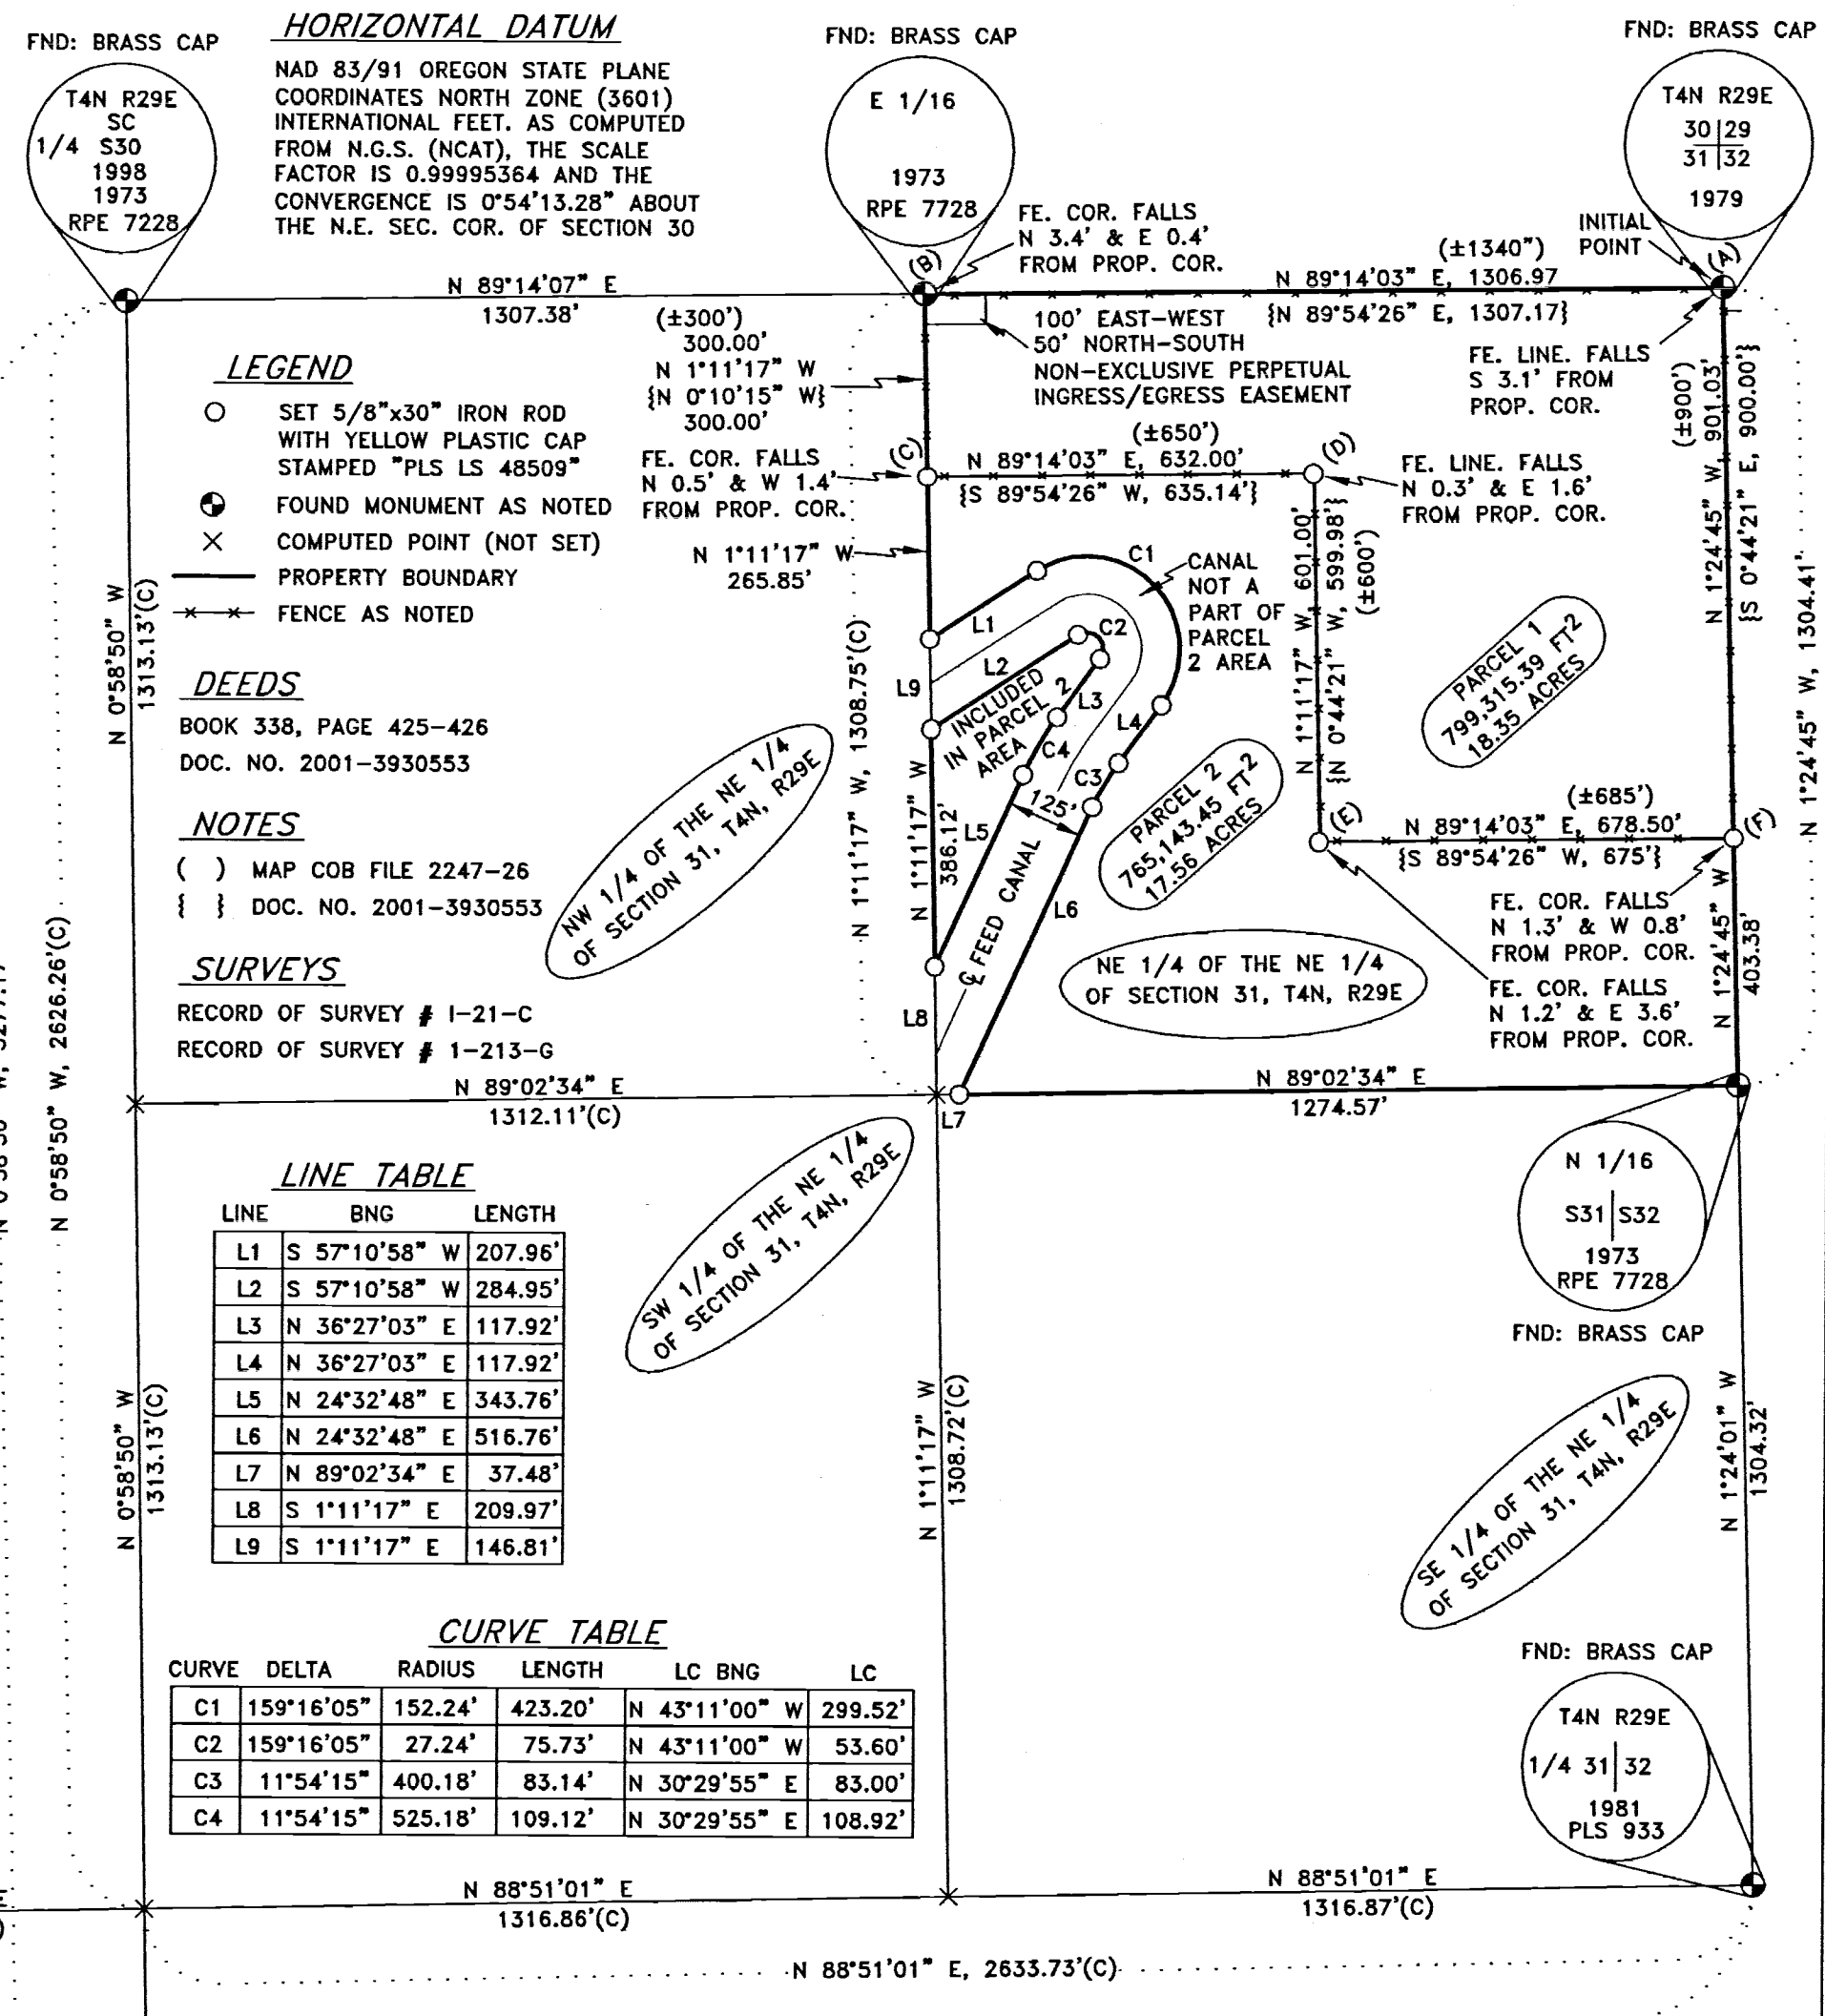 HORIZONTAL DATUM
NAD 83/91 OREGON STATE PLANE
COORDINATES NORTH ZONE (3601)
INTERNATIONAL FEET. AS COMPUTED
FROM N.G.S. (NCAT), THE SCALE
FACTOR IS 0.99995364 AND THE
CONVERGENCE IS 0°54'13.28" ABOUT
THE N.E. SEC. COR. OF SECTION 30
FND: BRASS CAP
T4N R29E
SC
1/4 S30
1998
1973
RPE 7228
FND: BRASS CAP
E 1/16
1973
RPE 7728
FND: BRASS CAP
T4N R29E
30 29
31 32
1979
FE. COR. FALLS
N 3.4' & E 0.4'
FROM PROP. COR.
INITIAL
POINT
(A)
(B)
(±1340")
N 89°14'03" E, 1306.97
{N 89°54'26" E, 1307.17}
N 89°14'07" E
1307.38'
(±300')
300.00'
N 1°11'17" W
{N 0°10'15" W}
300.00'
100' EAST-WEST
50' NORTH-SOUTH
NON-EXCLUSIVE PERPETUAL
INGRESS/EGRESS EASEMENT
FE. LINE. FALLS
S 3.1' FROM
PROP. COR.
(±900')
N 1°24'45" W, 901.03'
{S 0°44'21" E, 900.00'}
N 1°24'45" W, 1304.41'
LEGEND
SET 5/8"x30" IRON ROD
WITH YELLOW PLASTIC CAP
STAMPED "PLS LS 48509"
FOUND MONUMENT AS NOTED
COMPUTED POINT (NOT SET)
PROPERTY BOUNDARY
FENCE AS NOTED
FE. COR. FALLS
N 0.5' & W 1.4'
FROM PROP. COR.
(C)
(±650')
N 89°14'03" E, 632.00'
{S 89°54'26" W, 635.14'}
(D)
FE. LINE. FALLS
N 0.3' & E 1.6'
FROM PROP. COR.
N 1°11'17" W
265.85'
N 1°11'17" W, 601.00'
{N 0°44'21" W, 599.98'}
(±600')
CANAL
NOT A
PART OF
PARCEL
2 AREA
C1
L1
C2
L2
L9
L3
L4
C4
C3
L5
L6
L8
L7
INCLUDED
IN PARCEL 2
AREA
125'
℄ FEED CANAL
PARCEL 1
799,315.39 FT2
18.35 ACRES
PARCEL 2
765,143.45 FT2
17.56 ACRES
(E)
(±685')
N 89°14'03" E, 678.50'
{S 89°54'26" W, 675'}
(F)
FE. COR. FALLS
N 1.3' & W 0.8'
FROM PROP. COR.
FE. COR. FALLS
N 1.2' & E 3.6'
FROM PROP. COR.
N 1°24'45" W
403.38'
N 1°11'17" W
386.12'
N 1°11'17" W, 1308.75'(C)
NW 1/4 OF THE NE 1/4
OF SECTION 31, T4N, R29E
NE 1/4 OF THE NE 1/4
OF SECTION 31, T4N, R29E
N 0°58'50" W
1313.13'(C)
N 0°58'50" W, 2626.26'(C)
DEEDS
BOOK 338, PAGE 425-426
DOC. NO. 2001-3930553
NOTES
( ) MAP COB FILE 2247-26
{ } DOC. NO. 2001-3930553
SURVEYS
RECORD OF SURVEY # I-21-C
RECORD OF SURVEY # 1-213-G
N 89°02'34" E
1312.11'(C)
N 89°02'34" E
1274.57'
N 1/16
S31 S32
1973
RPE 7728
FND: BRASS CAP
SW 1/4 OF THE NE 1/4
OF SECTION 31, T4N, R29E
SE 1/4 OF THE NE 1/4
OF SECTION 31, T4N, R29E
N 0°58'50" W
1313.13'(C)
N 1°11'17" W
1308.72'(C)
N 1°24'01" W
1304.32'
LINE TABLE
LINE BNG LENGTH
L1 S 57°10'58" W 207.96'
L2 S 57°10'58" W 284.95'
L3 N 36°27'03" E 117.92'
L4 N 36°27'03" E 117.92'
L5 N 24°32'48" E 343.76'
L6 N 24°32'48" E 516.76'
L7 N 89°02'34" E 37.48'
L8 S 1°11'17" E 209.97'
L9 S 1°11'17" E 146.81'
CURVE TABLE
CURVE DELTA RADIUS LENGTH LC BNG LC
C1 159°16'05" 152.24' 423.20' N 43°11'00" W 299.52'
C2 159°16'05" 27.24' 75.73' N 43°11'00" W 53.60'
C3 11°54'15" 400.18' 83.14' N 30°29'55" E 83.00'
C4 11°54'15" 525.18' 109.12' N 30°29'55" E 108.92'
FND: BRASS CAP
T4N R29E
1/4 31 32
1981
PLS 933
N 88°51'01" E
1316.86'(C)
N 88°51'01" E
1316.87'(C)
N 88°51'01" E, 2633.73'(C)